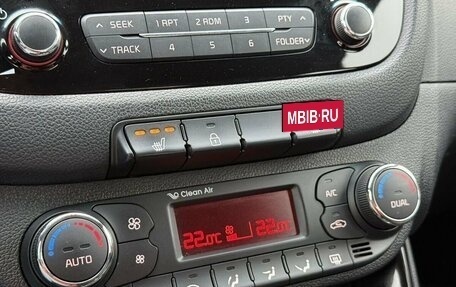 SEEK 1 RPT 2 RDM 3 PTY
TRACK 4 5 6 FOLDER
MBIB.RU
Clean Air
A/C
AUTO 22.0°C 22.0°C DUAL